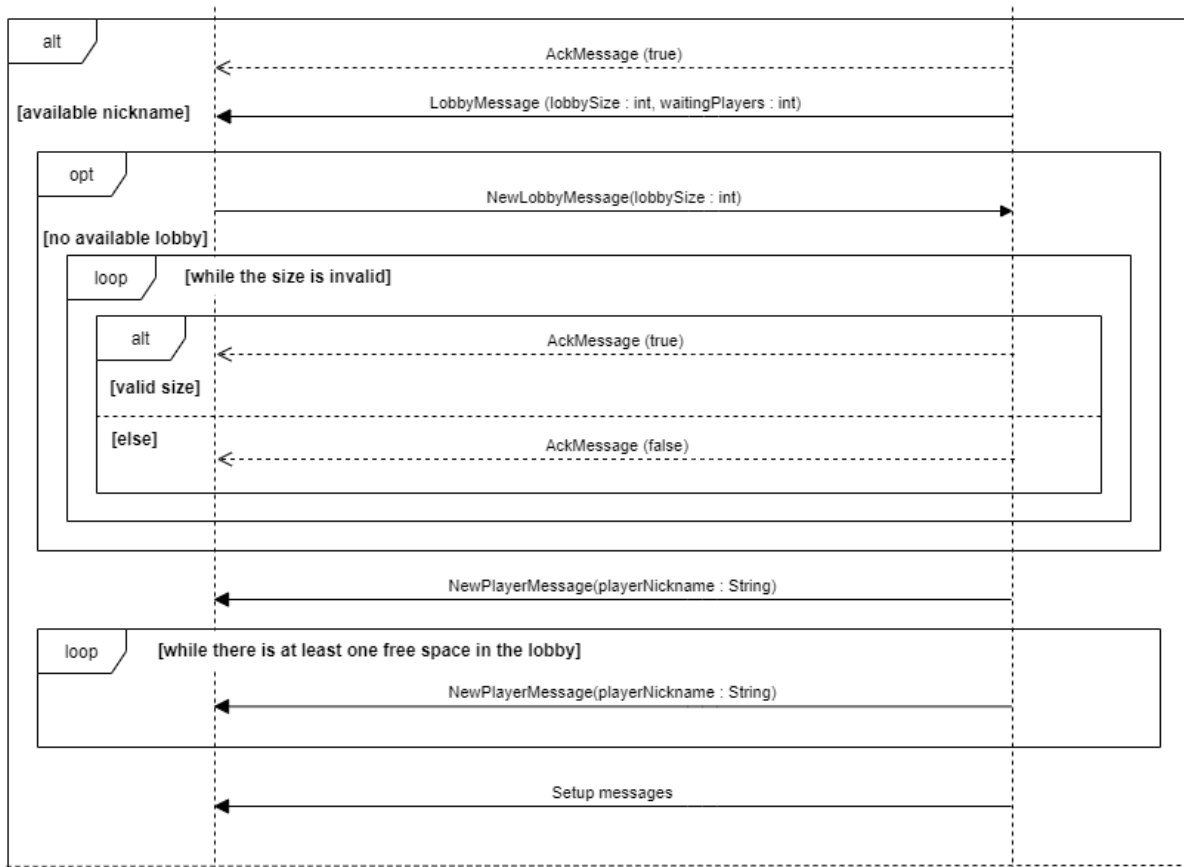 alt
AckMessage (true)
LobbyMessage (lobbySize : int, waitingPlayers : int)
[available nickname]
opt
NewLobbyMessage(lobbySize : int)
[no available lobby]
loop
[while the size is invalid]
alt
AckMessage (true)
[valid size]
[else]
AckMessage (false)
NewPlayerMessage(playerNickname : String)
loop
[while there is at least one free space in the lobby]
NewPlayerMessage(playerNickname : String)
Setup messages